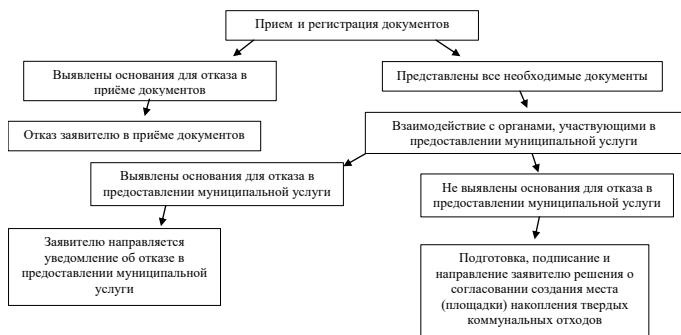 Прием и регистрация документов
Выявлены основания для отказа в
приёме документов
Представлены все необходимые документы
Отказ заявителю в приёме документов
Взаимодействие с органами, участвующими в
предоставлении муниципальной услуги
Выявлены основания для отказа в
предоставлении муниципальной услуги
Не выявлены основания для отказа в
предоставлении муниципальной услуги
Заявителю направляется
уведомление об отказе в
предоставлении муниципальной
услуги
Подготовка, подписание и
направление заявителю решения о
согласовании создания места
(площадки) накопления твердых
коммунальных отходов